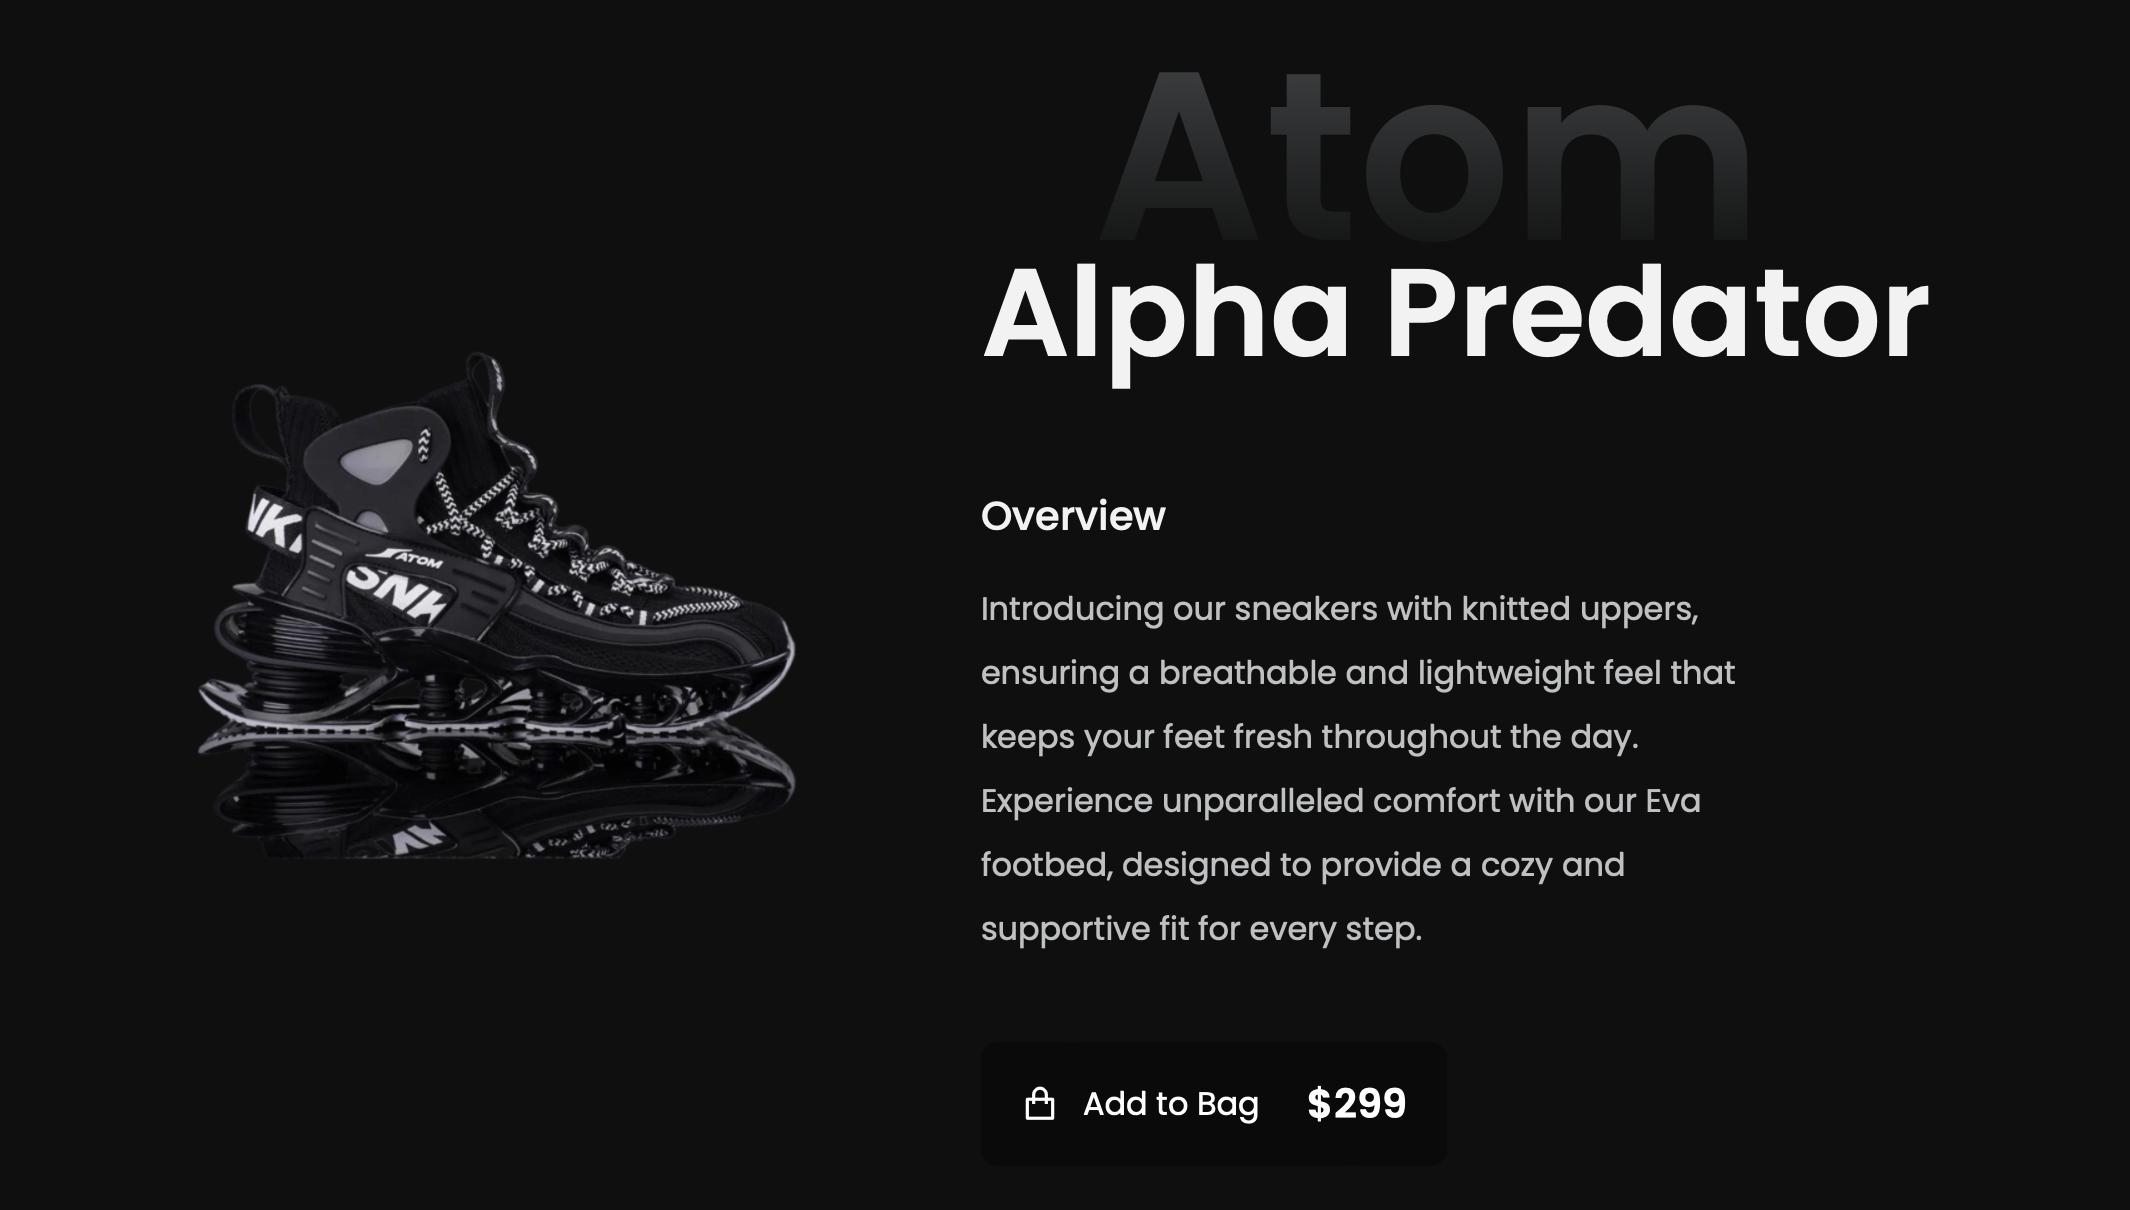 Atom
Alpha Predator
Overview
Introducing our sneakers with knitted uppers,
ensuring a breathable and lightweight feel that
keeps your feet fresh throughout the day.
Experience unparalleled comfort with our Eva
footbed, designed to provide a cozy and
supportive fit for every step.
Add to Bag $299
ATOM
SNK